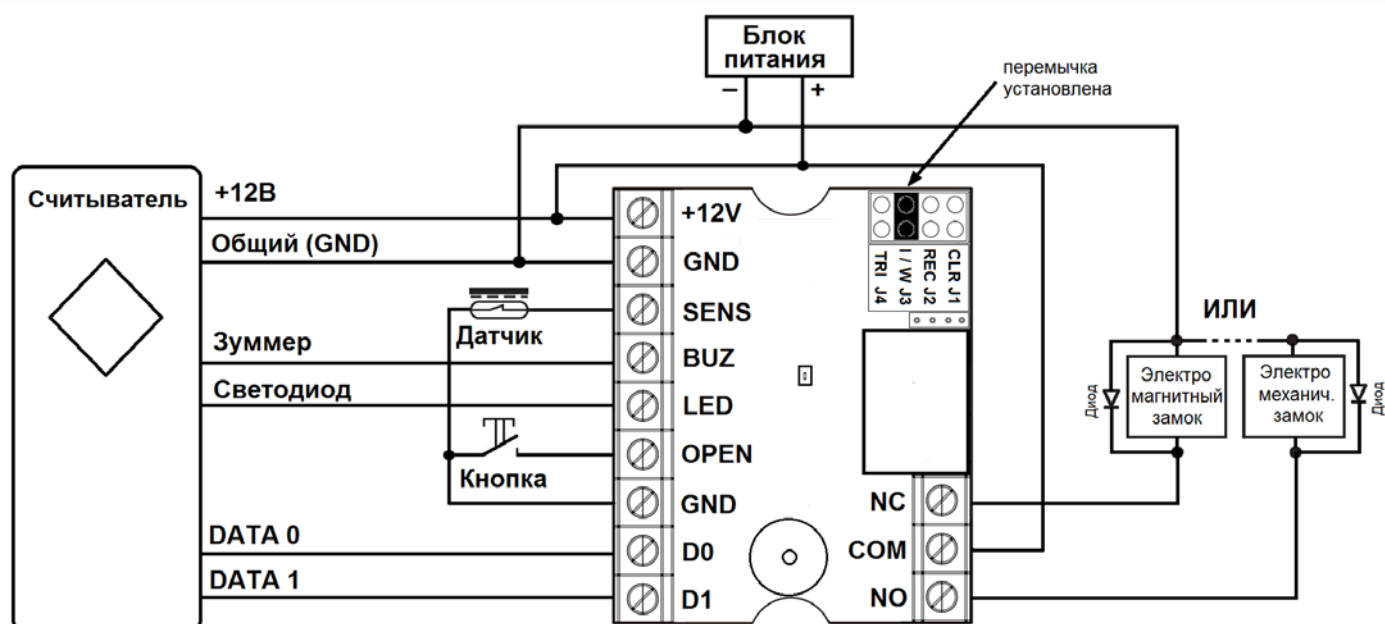 Блок
питания
– +
перемычка
установлена
Считыватель
+12В
Общий (GND)
Зуммер
Светодиод
DATA 0
DATA 1
Датчик
Кнопка
+12V
GND
SENS
BUZ
LED
OPEN
GND
D0
D1
TRI J4
I / W J3
REC J2
CLR J1
NC
COM
NO
ИЛИ
Диод
Электро
магнитный
замок
Электро
механич.
замок
Диод